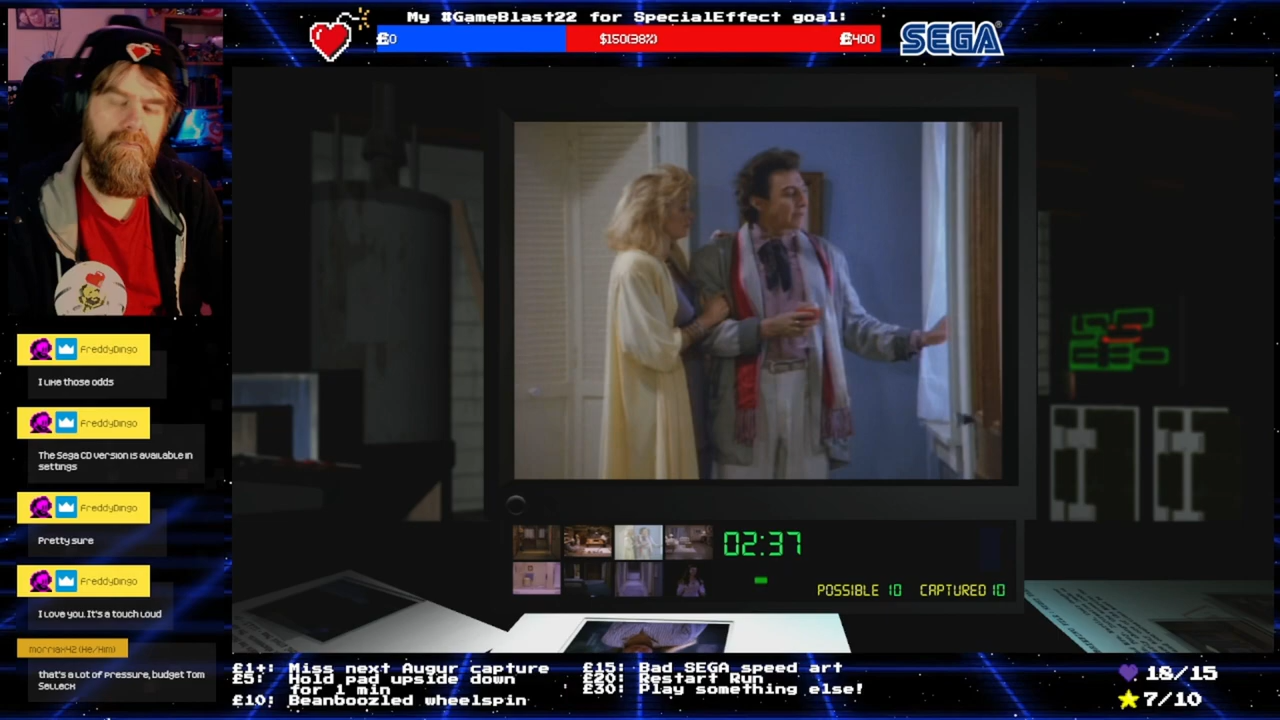 My #GameBlast22 for SpecialEffect goal:
£0
$150(38%)
£400
SEGA®
FreddyDingo
I like those odds
FreddyDingo
The Sega CD version is available in
settings
FreddyDingo
Pretty sure
FreddyDingo
I love you. It's a touch loud
morriax42 (He/Him)
that's a lot of pressure, budget Tom
Selleck
02:37
POSSIBLE 10 CAPTURED 10
£1+: Miss next Augur capture
£5: Hold pad upside down
for 1 min
£10: Beanboozled wheelspin
£15: Bad SEGA speed art
£20: Restart Run
£30: Play something else!
18/15
7/10